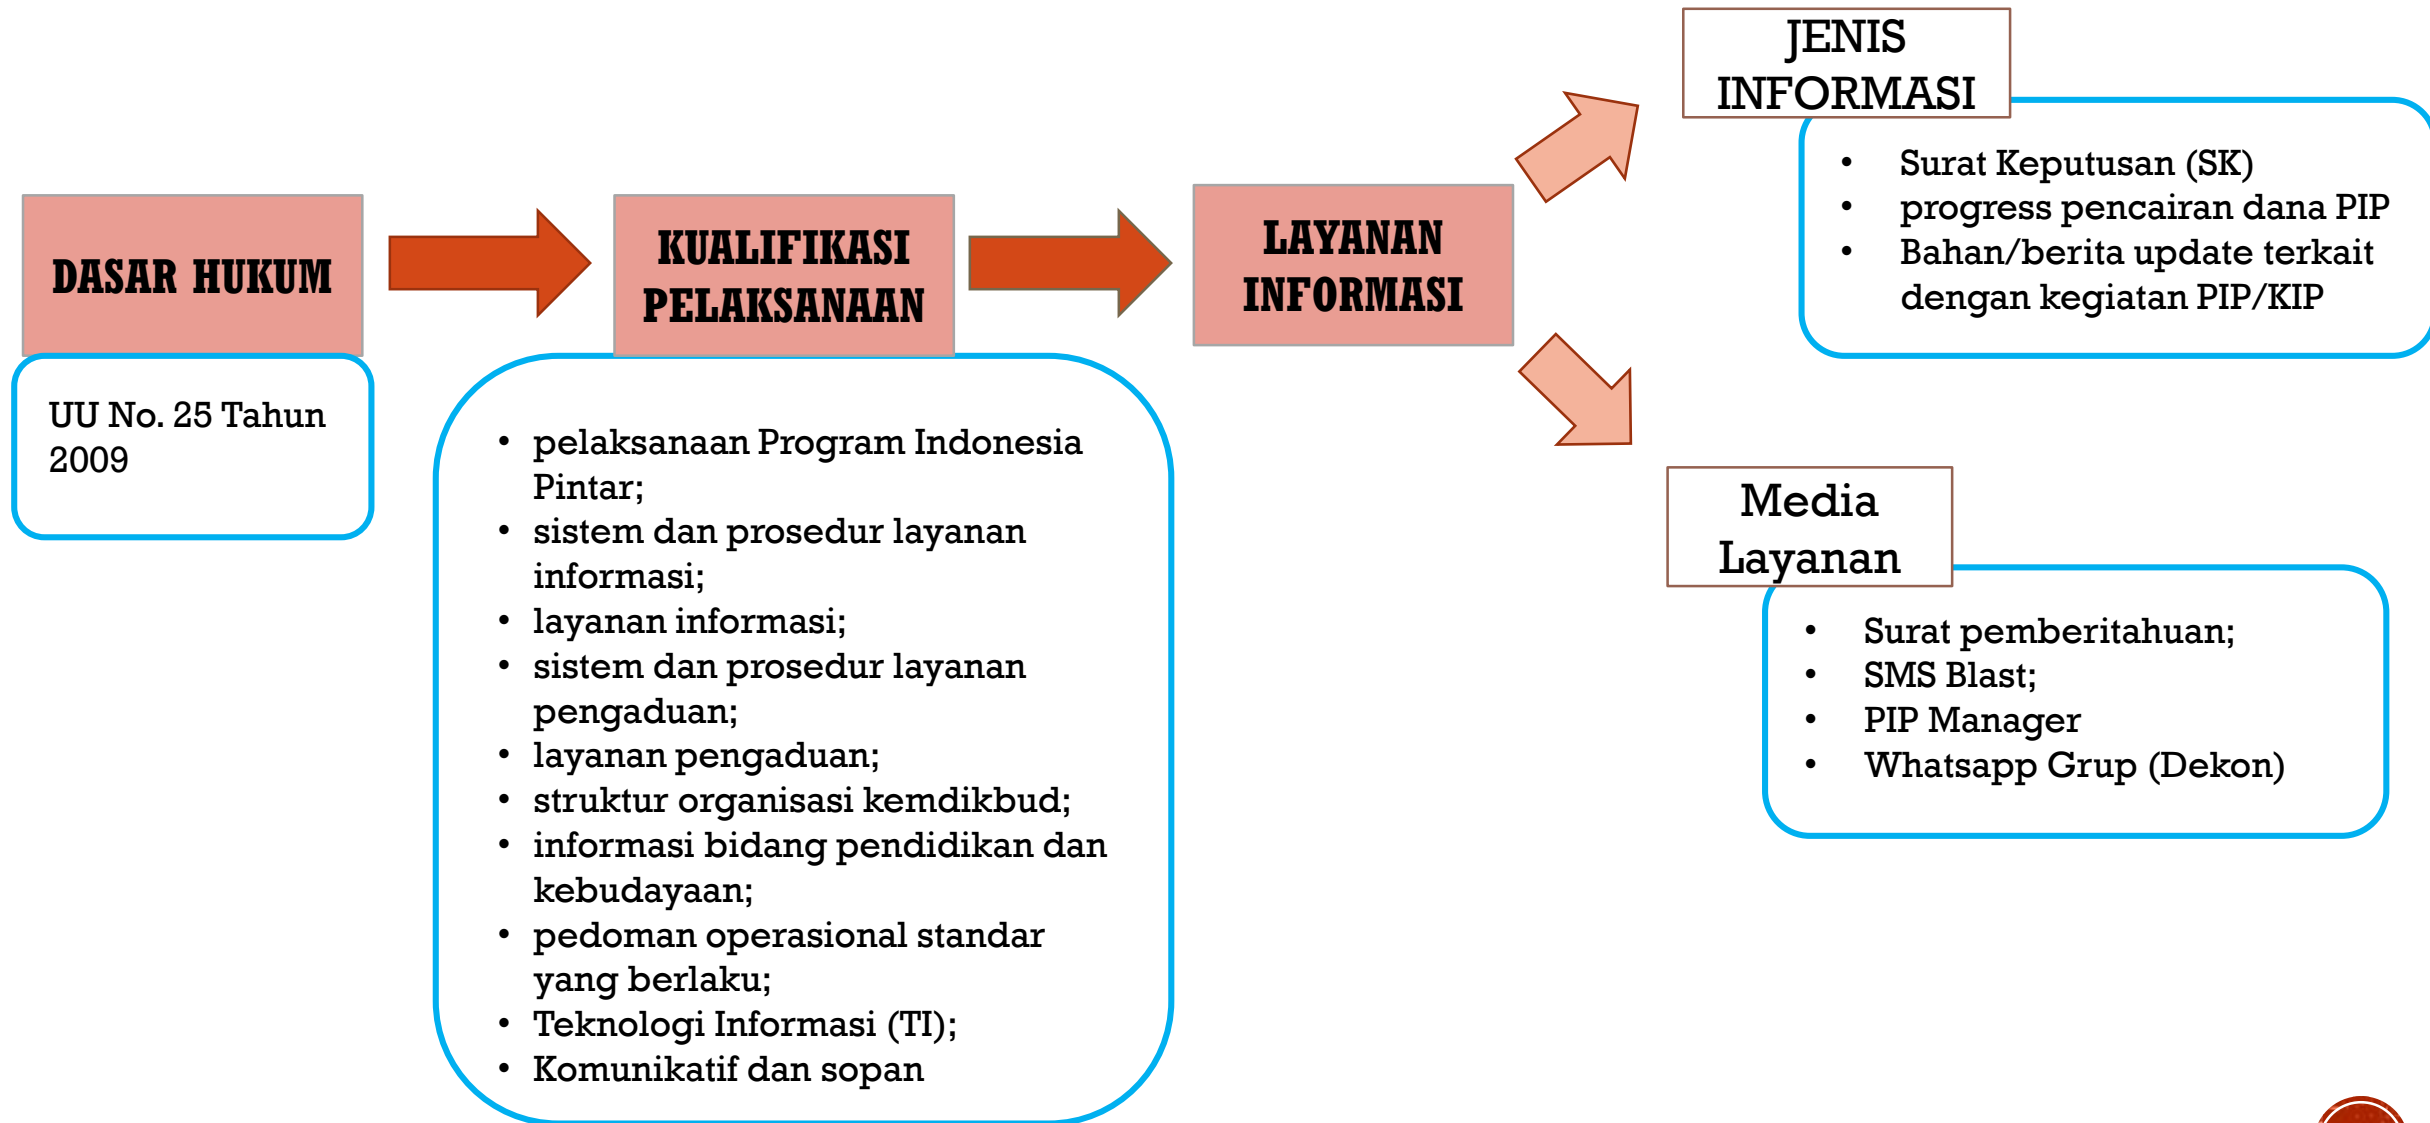 DASAR HUKUM
UU No. 25 Tahun
2009
KUALIFIKASI
PELAKSANAAN
• pelaksanaan Program Indonesia
Pintar;
• sistem dan prosedur layanan
informasi;
• layanan informasi;
• sistem dan prosedur layanan
pengaduan;
• layanan pengaduan;
• struktur organisasi kemdikbud;
• informasi bidang pendidikan dan
kebudayaan;
• pedoman operasional standar
yang berlaku;
• Teknologi Informasi (TI);
• Komunikatif dan sopan
LAYANAN
INFORMASI
JENIS
INFORMASI
• Surat Keputusan (SK)
• progress pencairan dana PIP
• Bahan/berita update terkait
dengan kegiatan PIP/KIP
Media
Layanan
• Surat pemberitahuan;
• SMS Blast;
• PIP Manager
• Whatsapp Grup (Dekon)